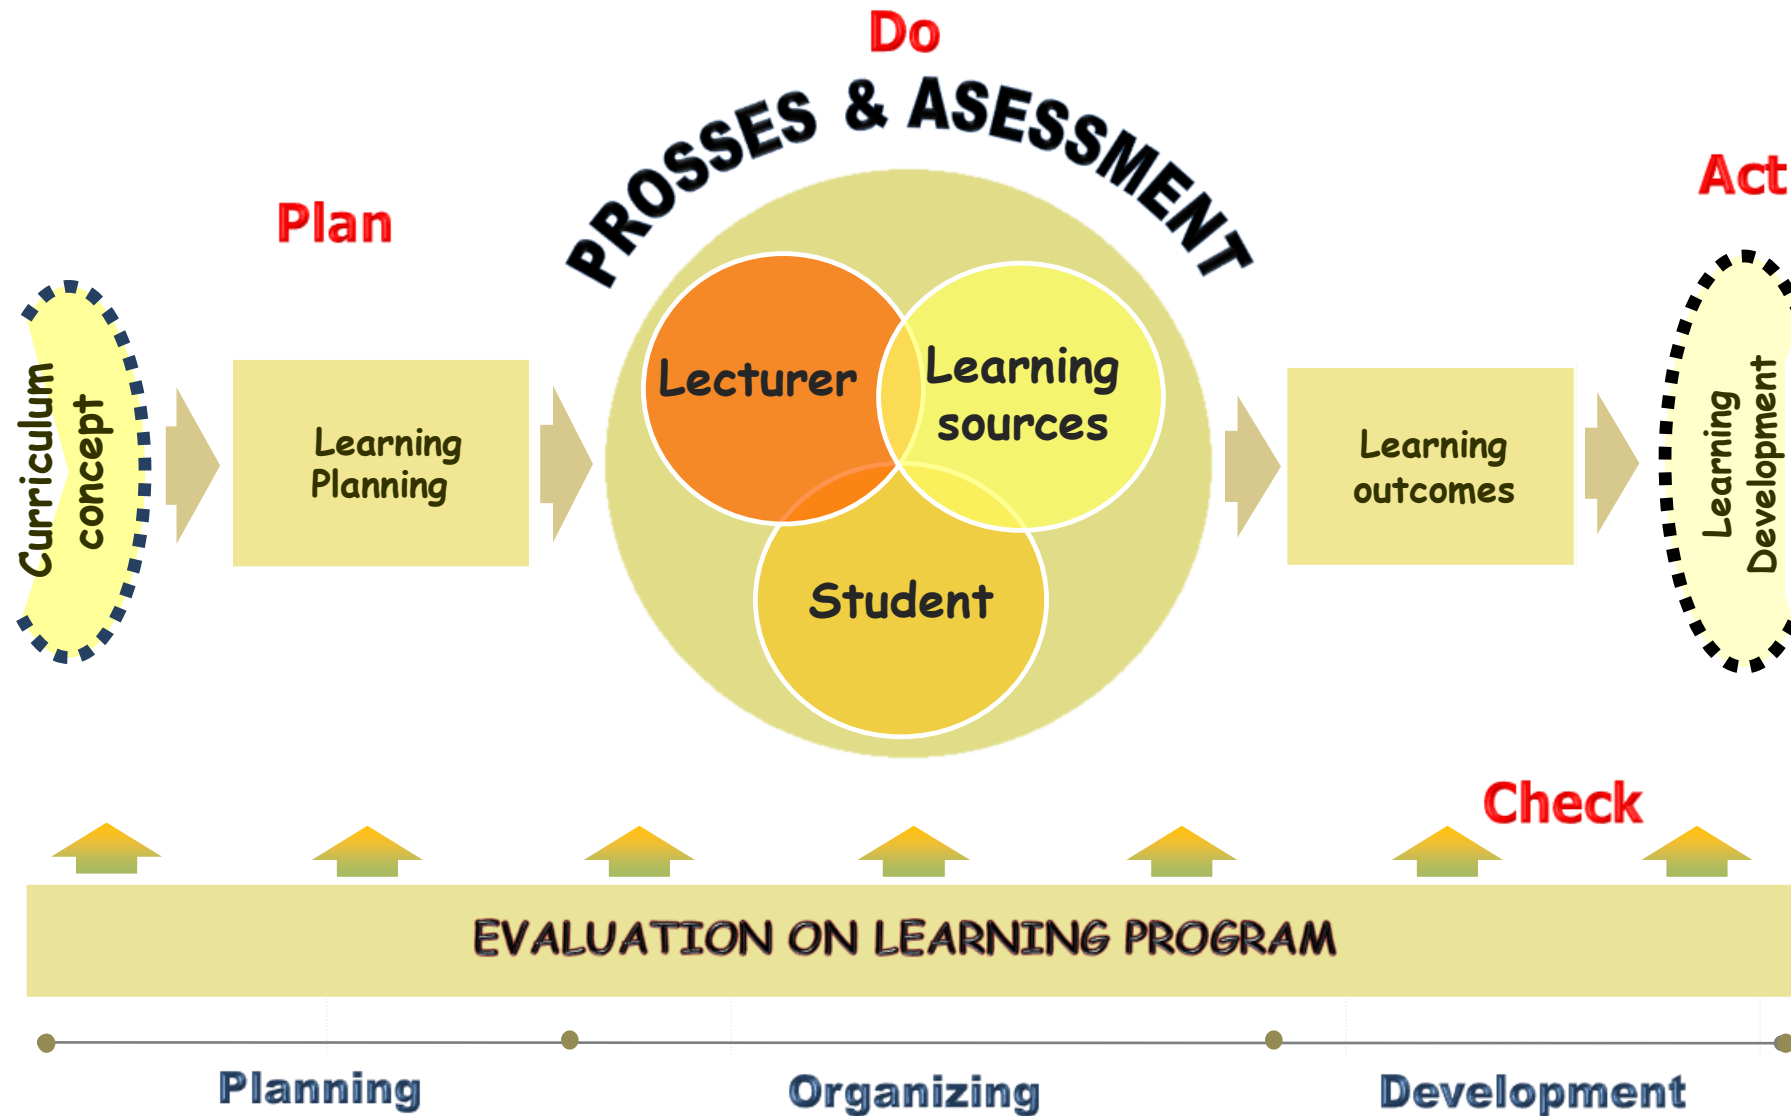 Do
PROSSES & ASESSMENT
Act
Plan
Curriculum
concept
Learning
Planning
Lecturer
Learning
sources
Student
Learning
outcomes
Learning
Development
Check
EVALUATION ON LEARNING PROGRAM
Planning
Organizing
Development